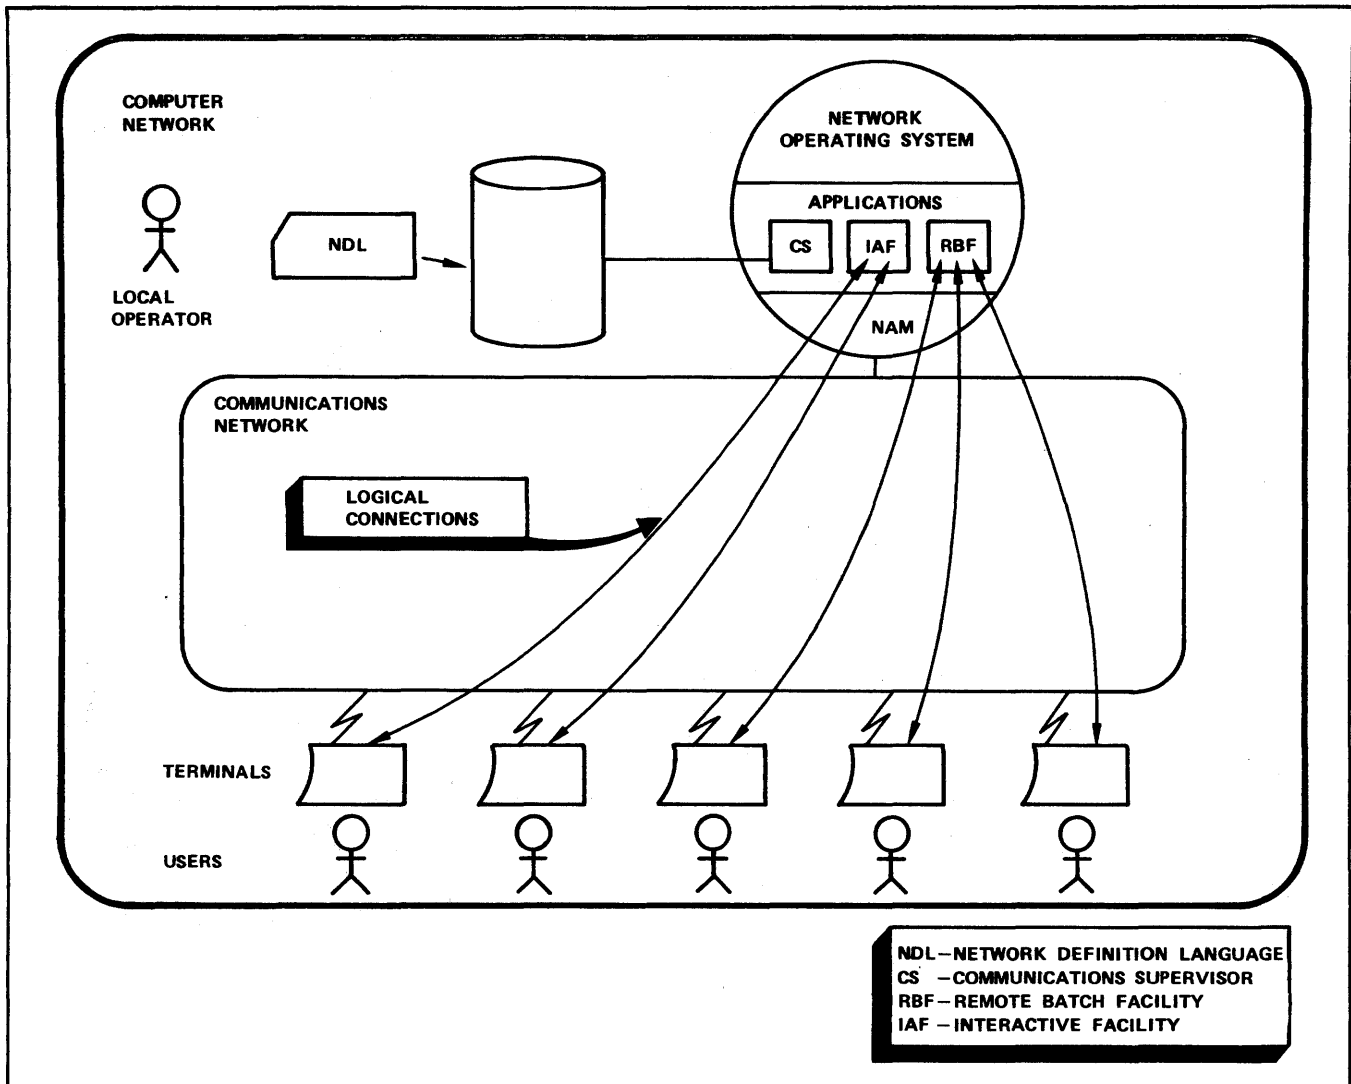 COMPUTER
NETWORK
NETWORK
OPERATING SYSTEM
APPLICATIONS
CS
IAF
RBF
NDL
LOCAL
OPERATOR
NAM
COMMUNICATIONS
NETWORK
LOGICAL
CONNECTIONS
TERMINALS
USERS
NDL–NETWORK DEFINITION LANGUAGE
CS –COMMUNICATIONS SUPERVISOR
RBF–REMOTE BATCH FACILITY
IAF –INTERACTIVE FACILITY